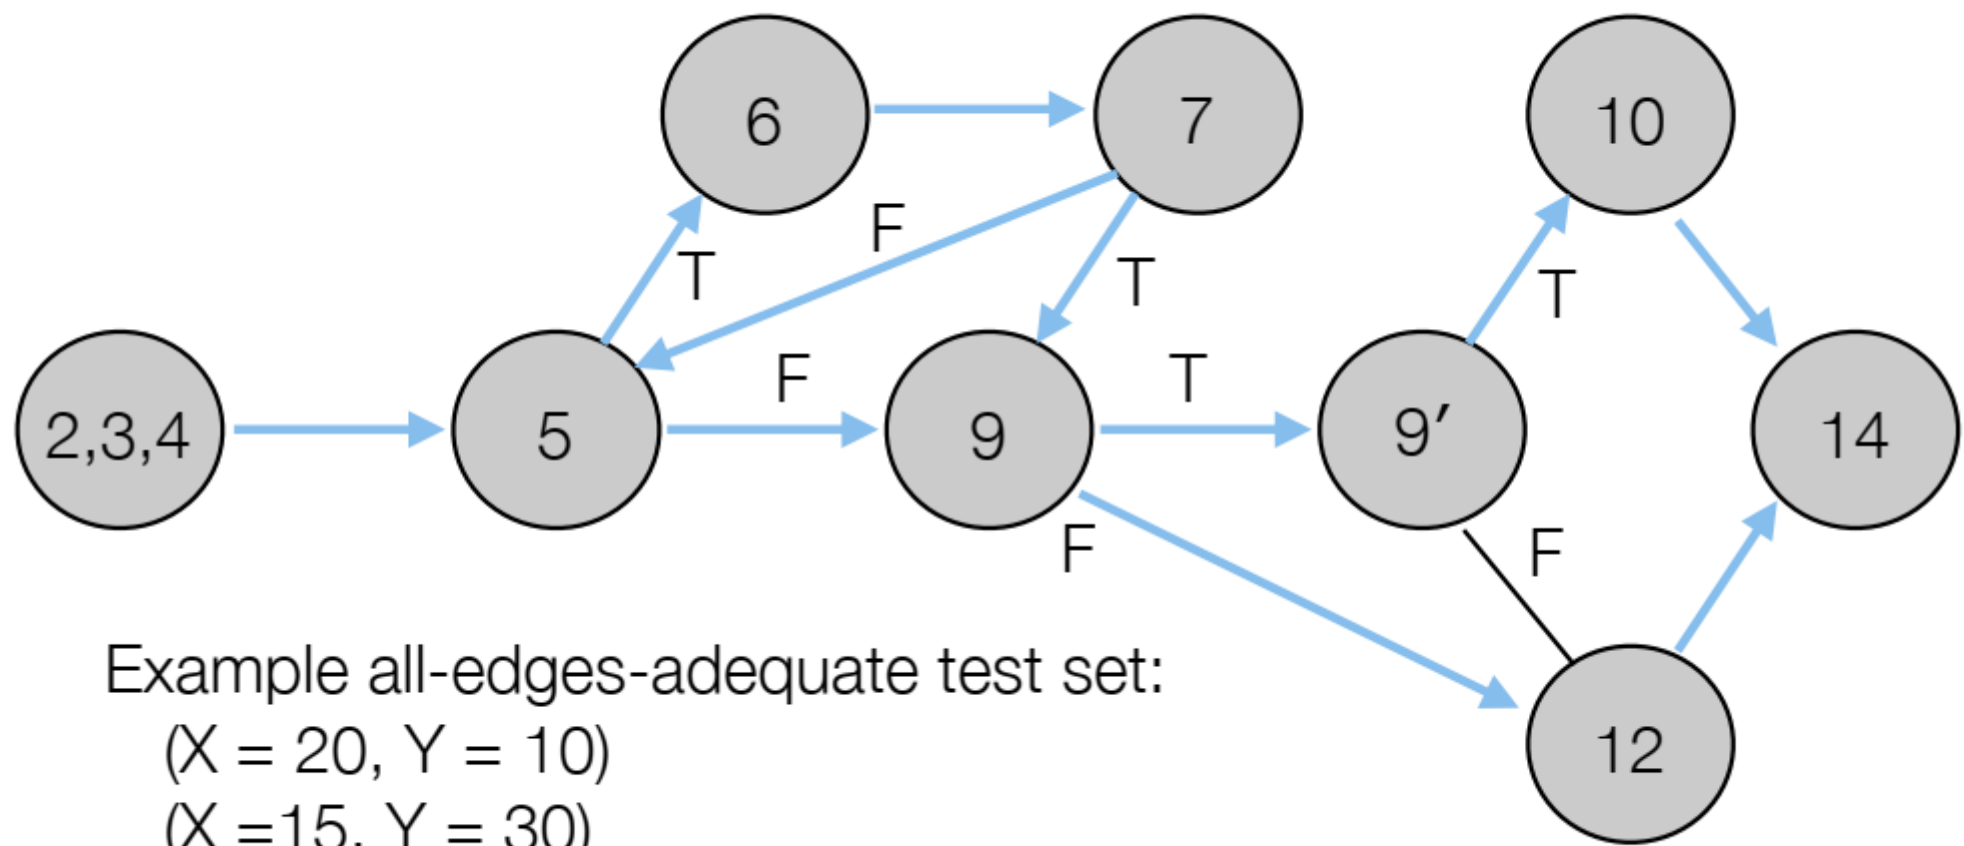 6
7
10
F
T
T
T
F
T
2,3,4
5
9
9′
14
F
F
Example all-edges-adequate test set:
(X = 20, Y = 10)
12
(X =15, Y = 30)